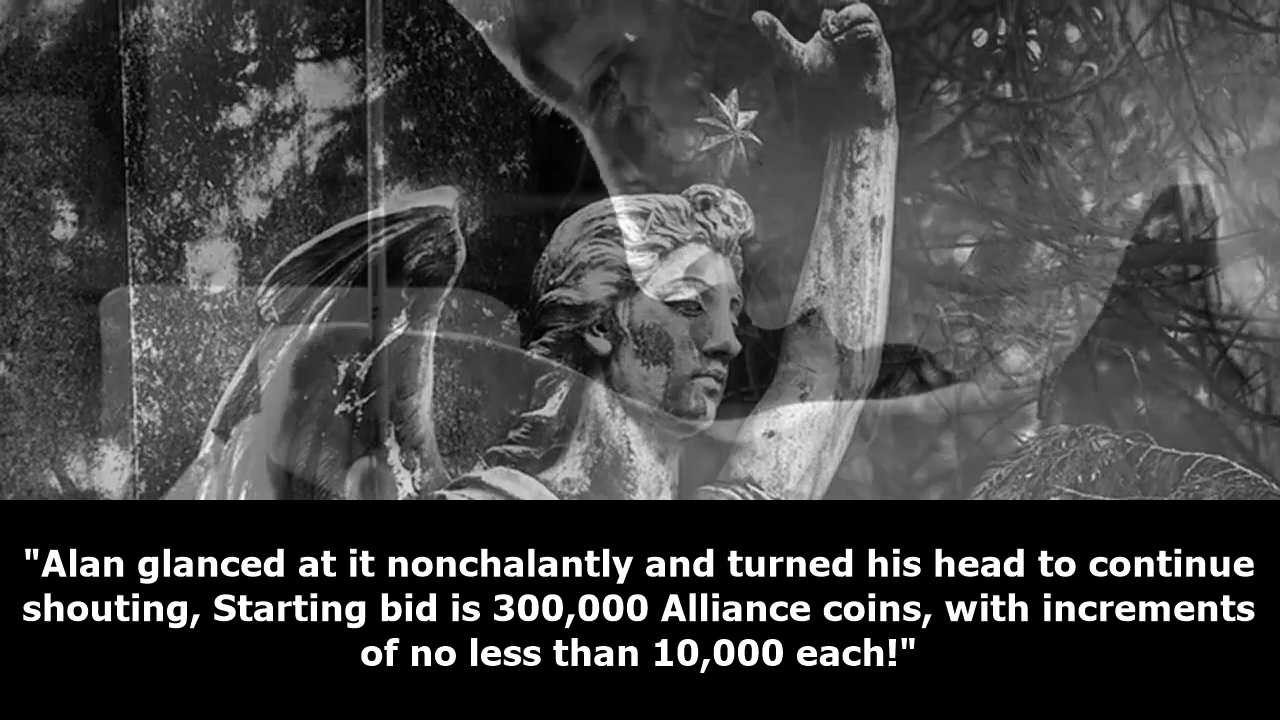 "Alan glanced at it nonchalantly and turned his head to continue
shouting, Starting bid is 300,000 Alliance coins, with increments
of no less than 10,000 each!"